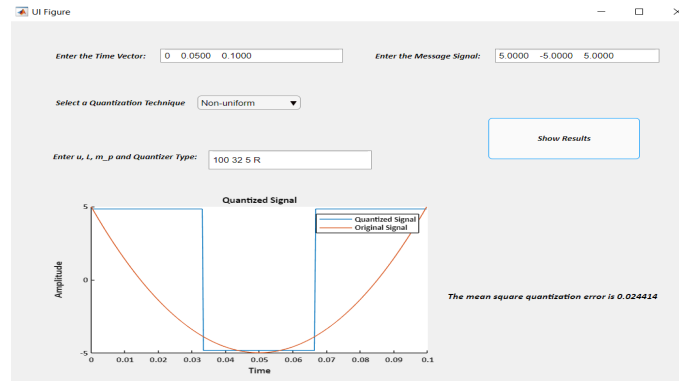 UI Figure
Enter the Time Vector: 0 0.0500 0.1000 Enter the Message Signal: 5.0000 -5.0000 5.0000
Select a Quantization Technique Non-uniform
Show Results
Enter u, L, m_p and Quantizer Type: 100 32 5 R
Quantized Signal
Quantized Signal
Original Signal
5
0
-5
Amplitude
0 0.01 0.02 0.03 0.04 0.05 0.06 0.07 0.08 0.09 0.1
Time
The mean square quantization error is 0.024414